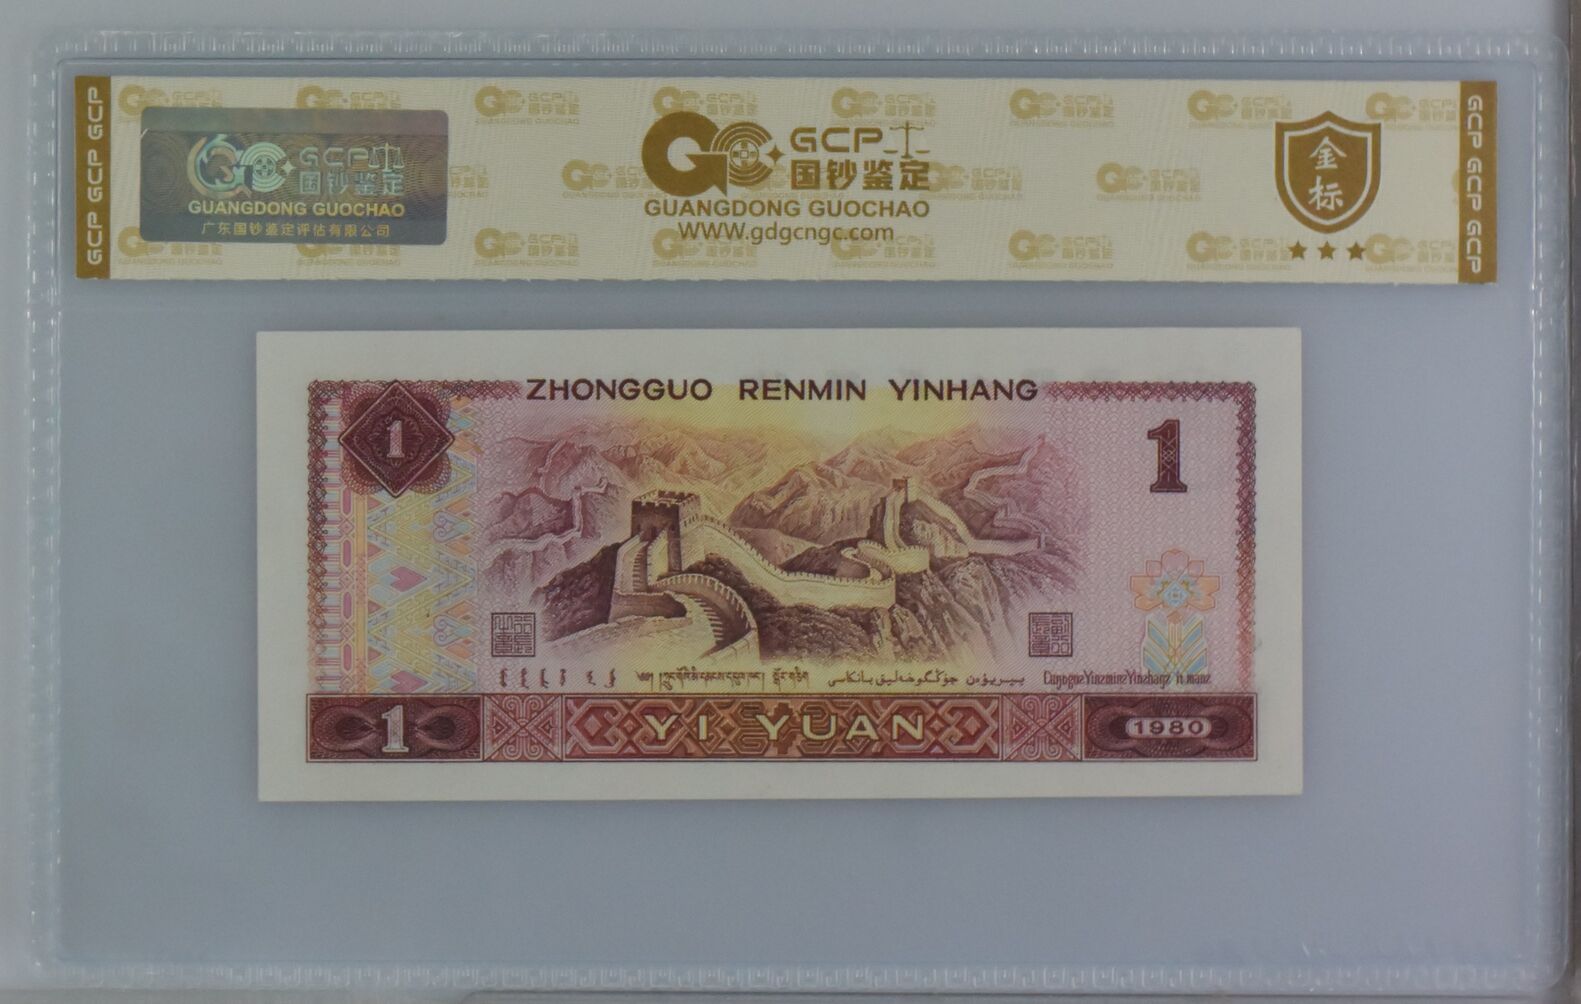 GCP GCP GCP
GCP
国钞鉴定
GUANGDONG GUOCHAO
广东国钞鉴定评估有限公司
GCP
国钞鉴定
GUANGDONG GUOCHAO
WWW.gdgcngc.com
金标
GCP GCP GCP
ZHONGGUO RENMIN YINHANG
1
1
1
YI YUAN
1980